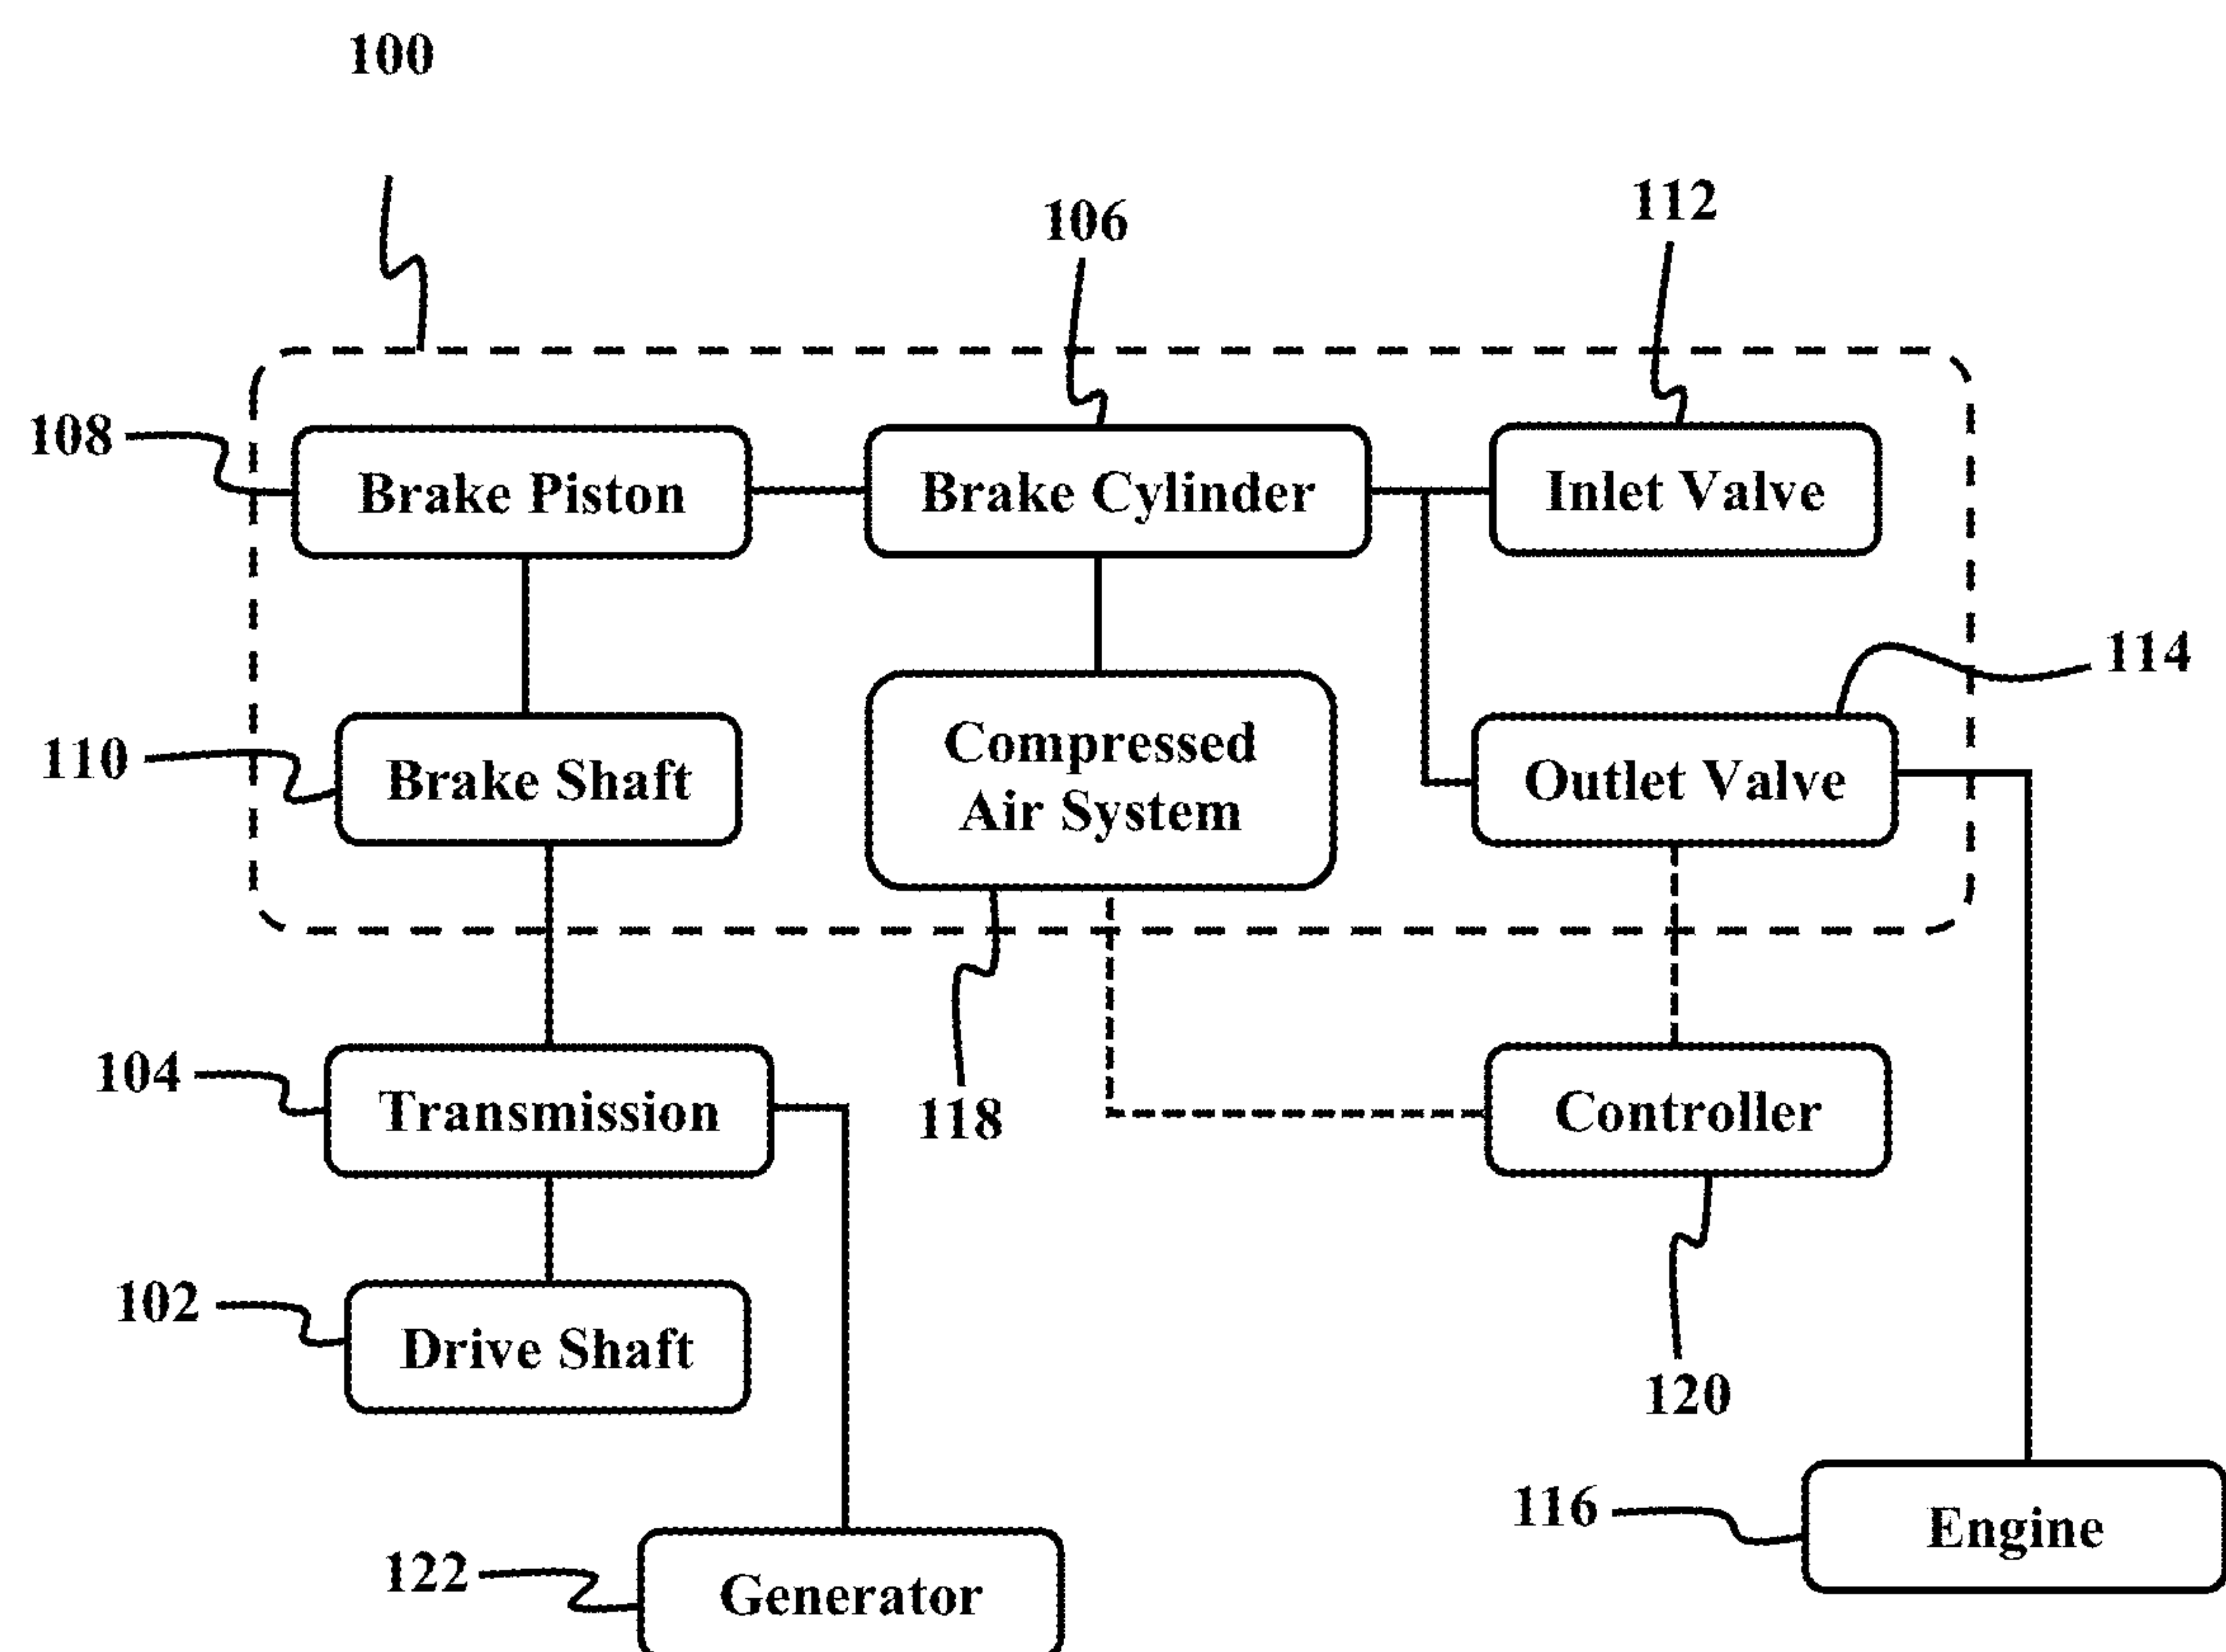 100
106
112
108
Brake Piston
Brake Cylinder
Inlet Valve
114
110
Brake Shaft
Compressed
Air System
Outlet Valve
104
Transmission
118
Controller
102
Drive Shaft
120
116
Engine
122
Generator